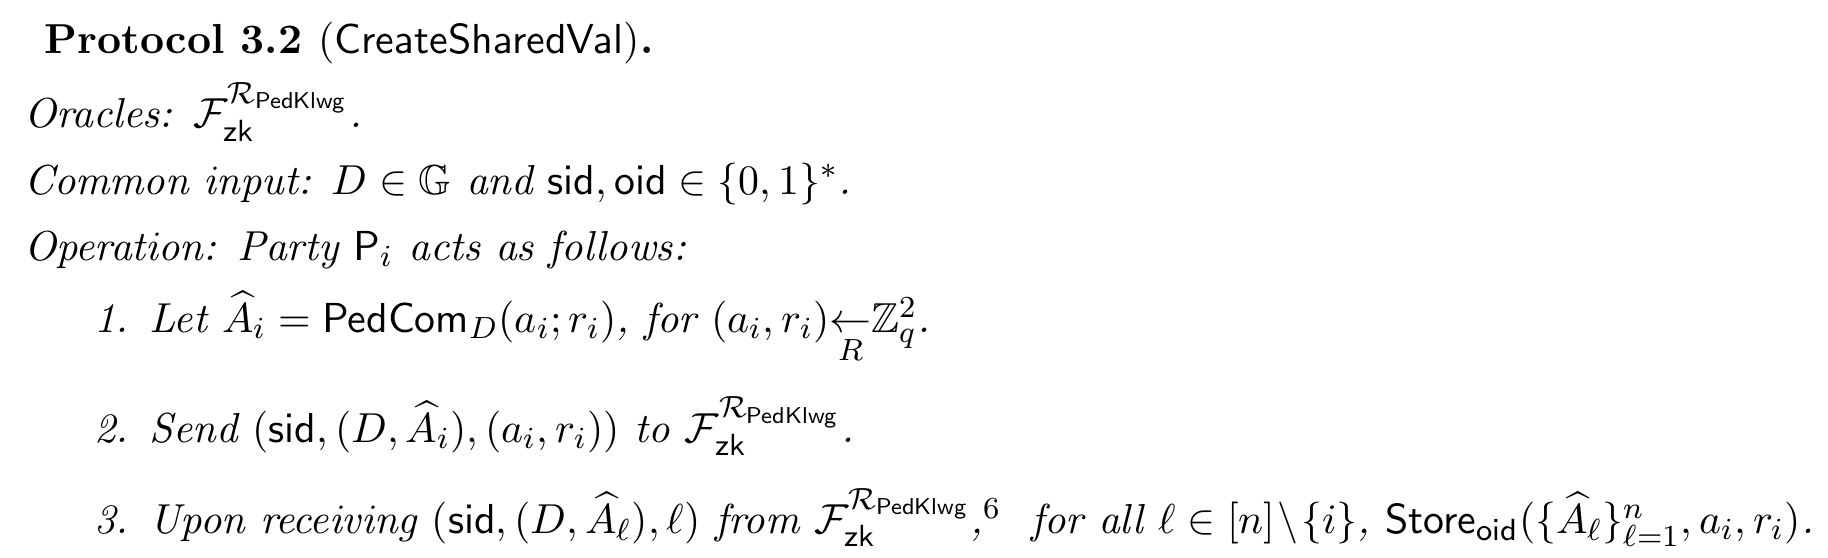 Protocol 3.2 (CreateSharedVal).
Oracles: $\mathcal{F}_{\mathsf{zk}}^{\mathcal{R}_{\mathsf{PedKlwg}}}$.
Common input: $D \in \mathbb{G}$ and $\mathsf{sid}, \mathsf{oid} \in \{0,1\}^*$.
Operation: Party $\mathsf{P}_i$ acts as follows:
1. Let $\widehat{A}_i = \mathsf{PedCom}_D(a_i; r_i)$, for $(a_i, r_i) \underset{R}{\leftarrow} \mathbb{Z}_q^2$.
2. Send $(\mathsf{sid}, (D, \widehat{A}_i), (a_i, r_i))$ to $\mathcal{F}_{\mathsf{zk}}^{\mathcal{R}_{\mathsf{PedKlwg}}}$.
3. Upon receiving $(\mathsf{sid}, (D, \widehat{A}_\ell), \ell)$ from $\mathcal{F}_{\mathsf{zk}}^{\mathcal{R}_{\mathsf{PedKlwg}}}$,$^6$ for all $\ell \in [n] \setminus \{i\}$, $\mathsf{Store}_{\mathsf{oid}}(\{\widehat{A}_\ell\}_{\ell=1}^n, a_i, r_i)$.